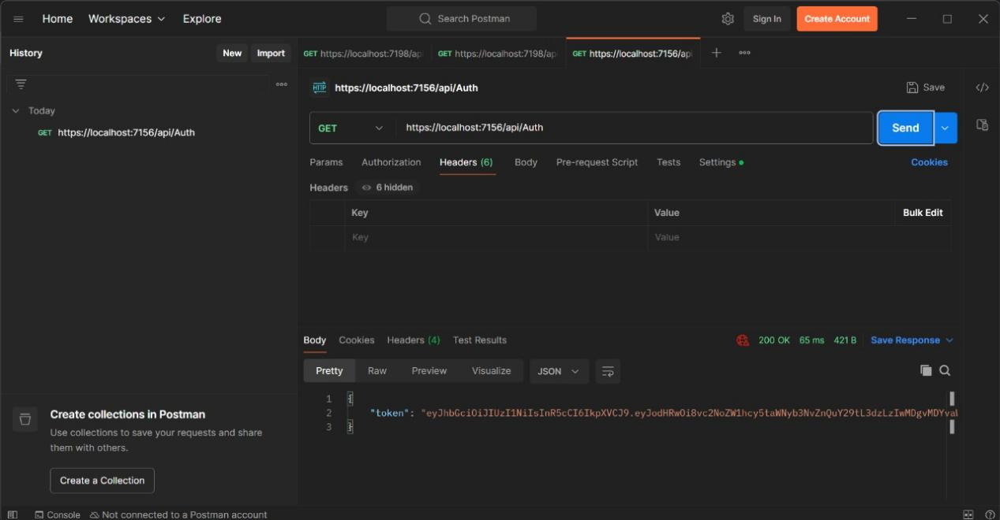 Home Workspaces Explore Search Postman Sign In Create Account
History New Import
GET https://localhost:7198/api GET https://localhost:7198/ap GET https://localhost:7156/api
HTTP https://localhost:7156/api/Auth Save
Today
GET https://localhost:7156/api/Auth
GET https://localhost:7156/api/Auth Send
Params Authorization Headers (6) Body Pre-request Script Tests Settings Cookies
Headers 6 hidden
Key Value Bulk Edit
Key Value
Body Cookies Headers (4) Test Results 200 OK 65 ms 421 B Save Response
Pretty Raw Preview Visualize JSON
1 {
2 "token": "eyJhbGciOiJIUzI1NiIsInR5cCI6IkpXVCJ9.eyJodHRwOi8vc2NoZW1hcy5taWNyb3NvZnQuY29tL3dzLzIwMDgvMDYva
3 }
Create collections in Postman
Use collections to save your requests and share
them with others.
Create a Collection
Console Not connected to a Postman account